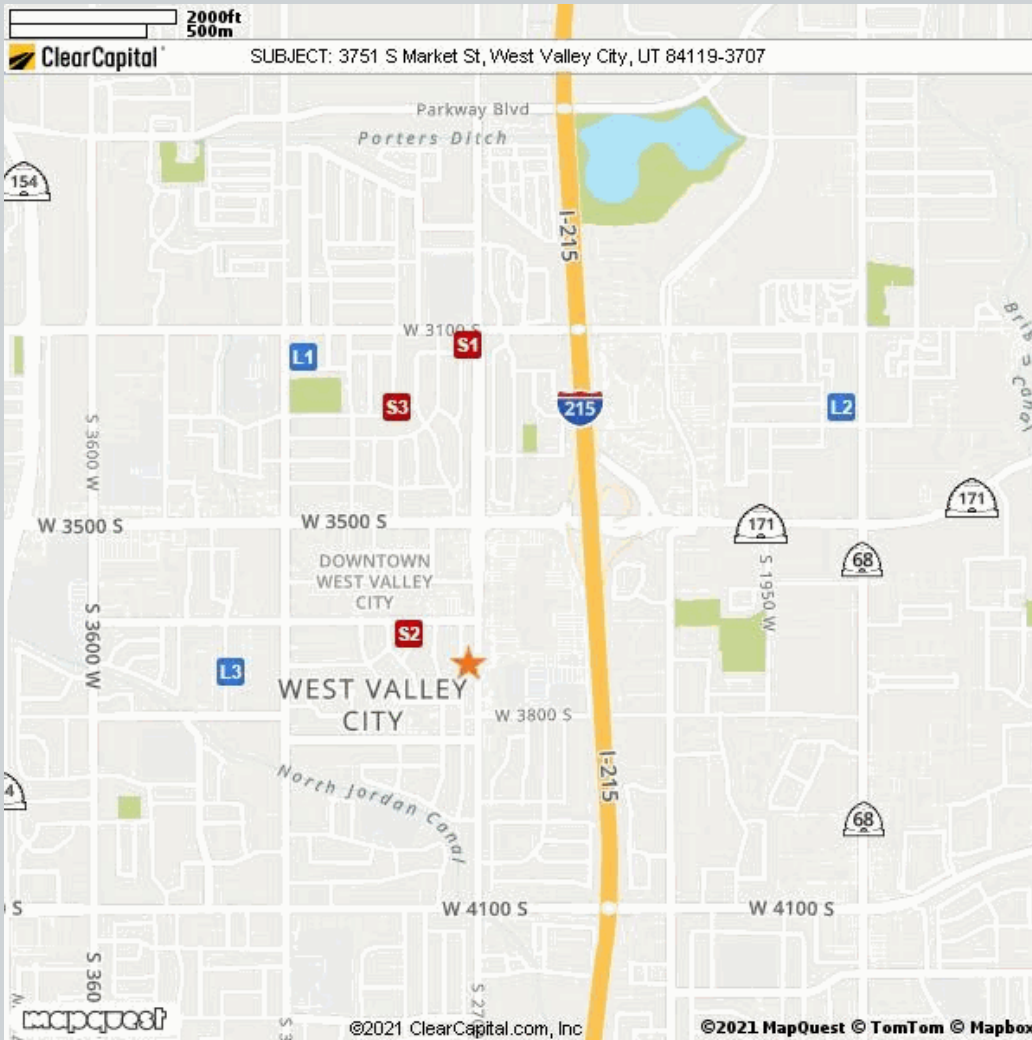 2000ft
500m
ClearCapital
SUBJECT: 3751 S Market St, West Valley City, UT 84119-3707
Parkway Blvd
Porters Ditch
154
I-215
W 3100 S
S1
L1
S3
215
L2
S 3600 W
171
W 3500 S
W 3500 S
171
DOWNTOWN
WEST VALLEY
CITY
68
S 1950 W
S 3600 W
S2
L3
WEST VALLEY
CITY
W 3800 S
I-215
North Jordan Canal
4
68
S
W 4100 S
W 4100 S
S 360
S 270
mapquest
©2021 ClearCapital.com, Inc
©2021 MapQuest © TomTom © Mapbox